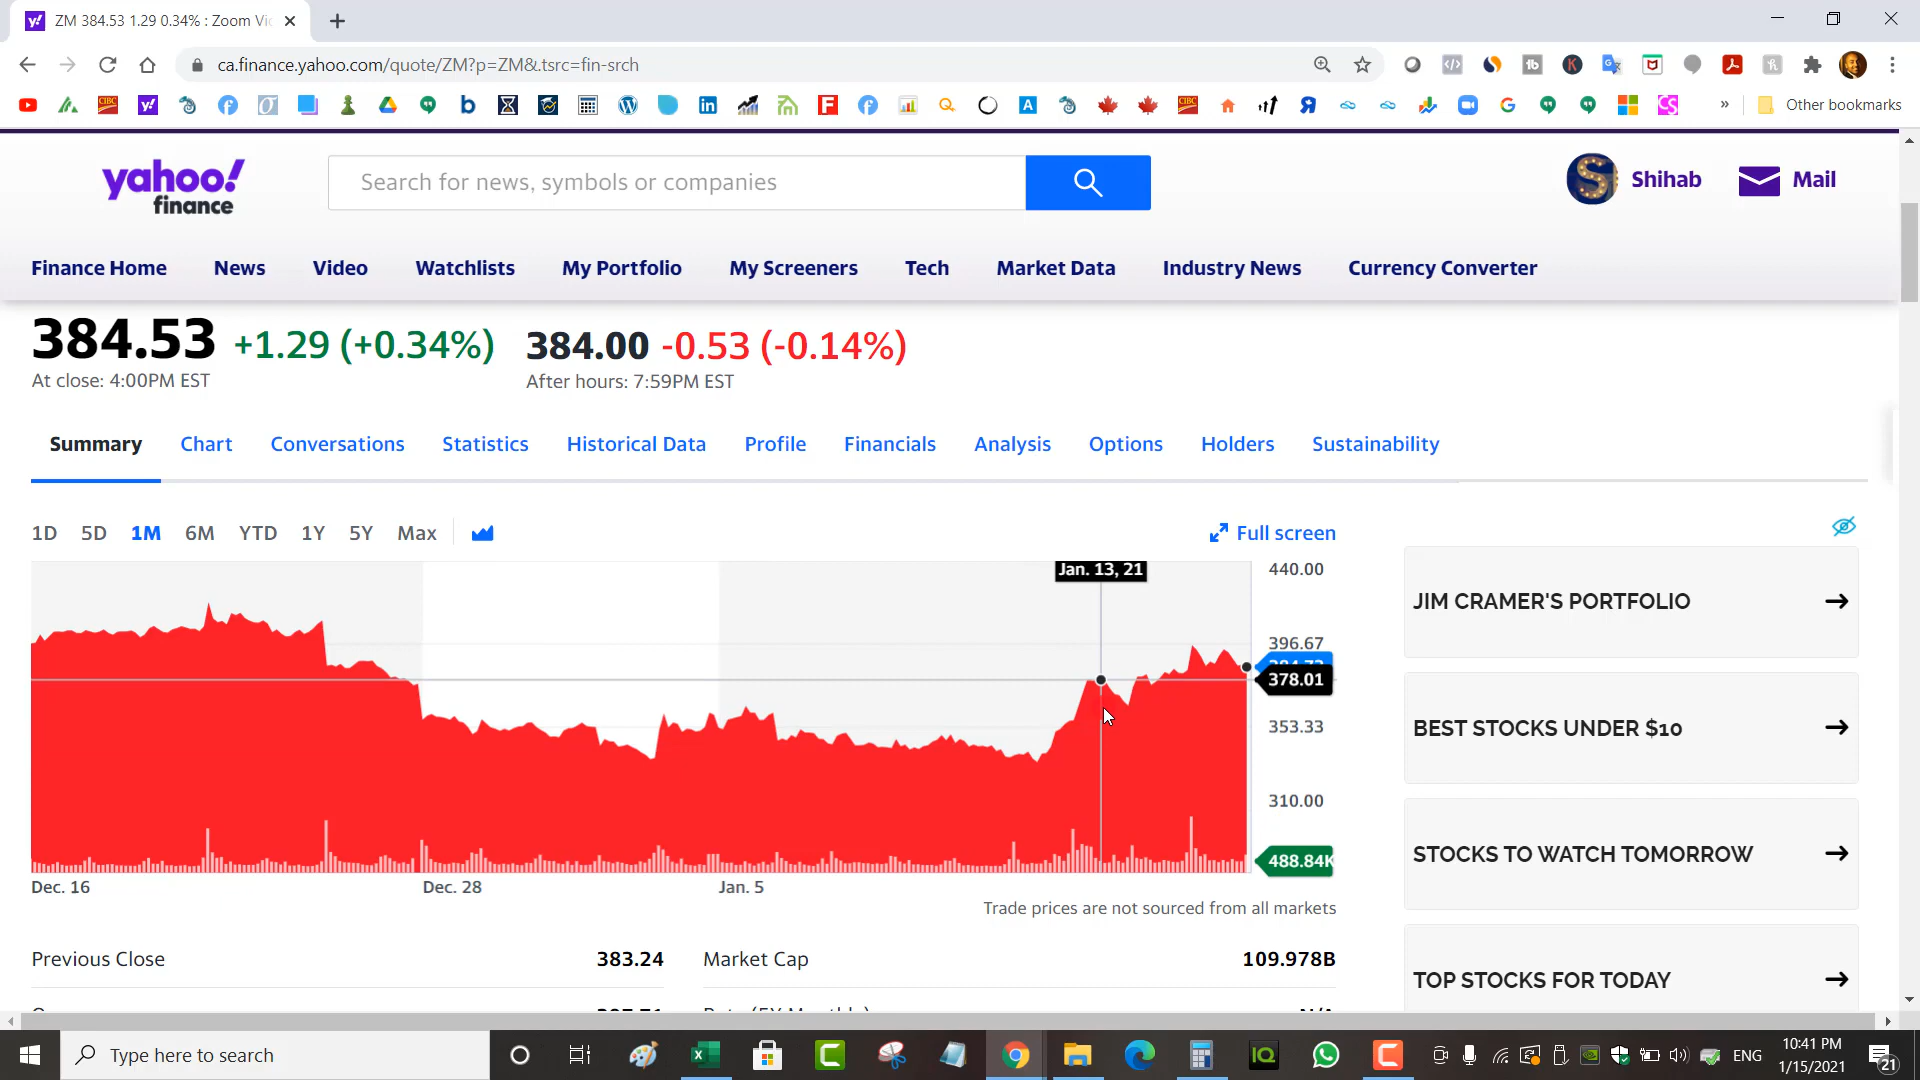 ZM 384.53 1.29 0.34% : Zoom Vi
ca.finance.yahoo.com/quote/ZM?p=ZM&.tsrc=fin-srch
Other bookmarks
yahoo!
finance
Search for news, symbols or companies
Shihab
Mail
Finance Home News Video Watchlists My Portfolio My Screeners Tech Market Data Industry News Currency Converter
384.53 +1.29 (+0.34%) 384.00 -0.53 (-0.14%)
At close: 4:00PM EST After hours: 7:59PM EST
Summary Chart Conversations Statistics Historical Data Profile Financials Analysis Options Holders Sustainability
1D 5D 1M 6M YTD 1Y 5Y Max Full screen
Jan. 13, 21
440.00
396.67
378.01
353.33
310.00
488.84K
Dec. 16 Dec. 28 Jan. 5
Trade prices are not sourced from all markets
JIM CRAMER'S PORTFOLIO
BEST STOCKS UNDER $10
STOCKS TO WATCH TOMORROW
TOP STOCKS FOR TODAY
Previous Close 383.24 Market Cap 109.978B
Type here to search
ENG
10:41 PM
1/15/2021
21